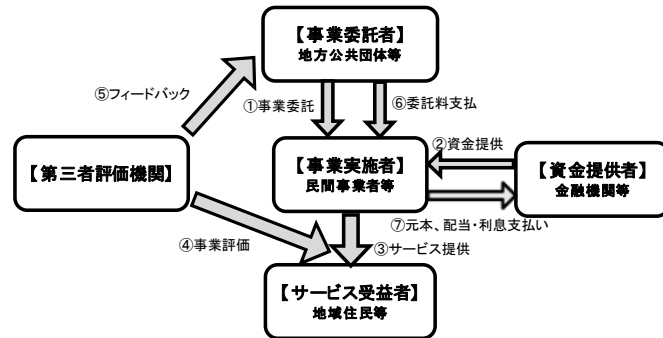 【事業委託者】
地方公共団体等
⑤フィードバック
①事業委託
⑥委託料支払
②資金提供
【第三者評価機関】
【事業実施者】
民間事業者等
【資金提供者】
金融機関等
⑦元本、配当・利息支払い
④事業評価
③サービス提供
【サービス受益者】
地域住民等